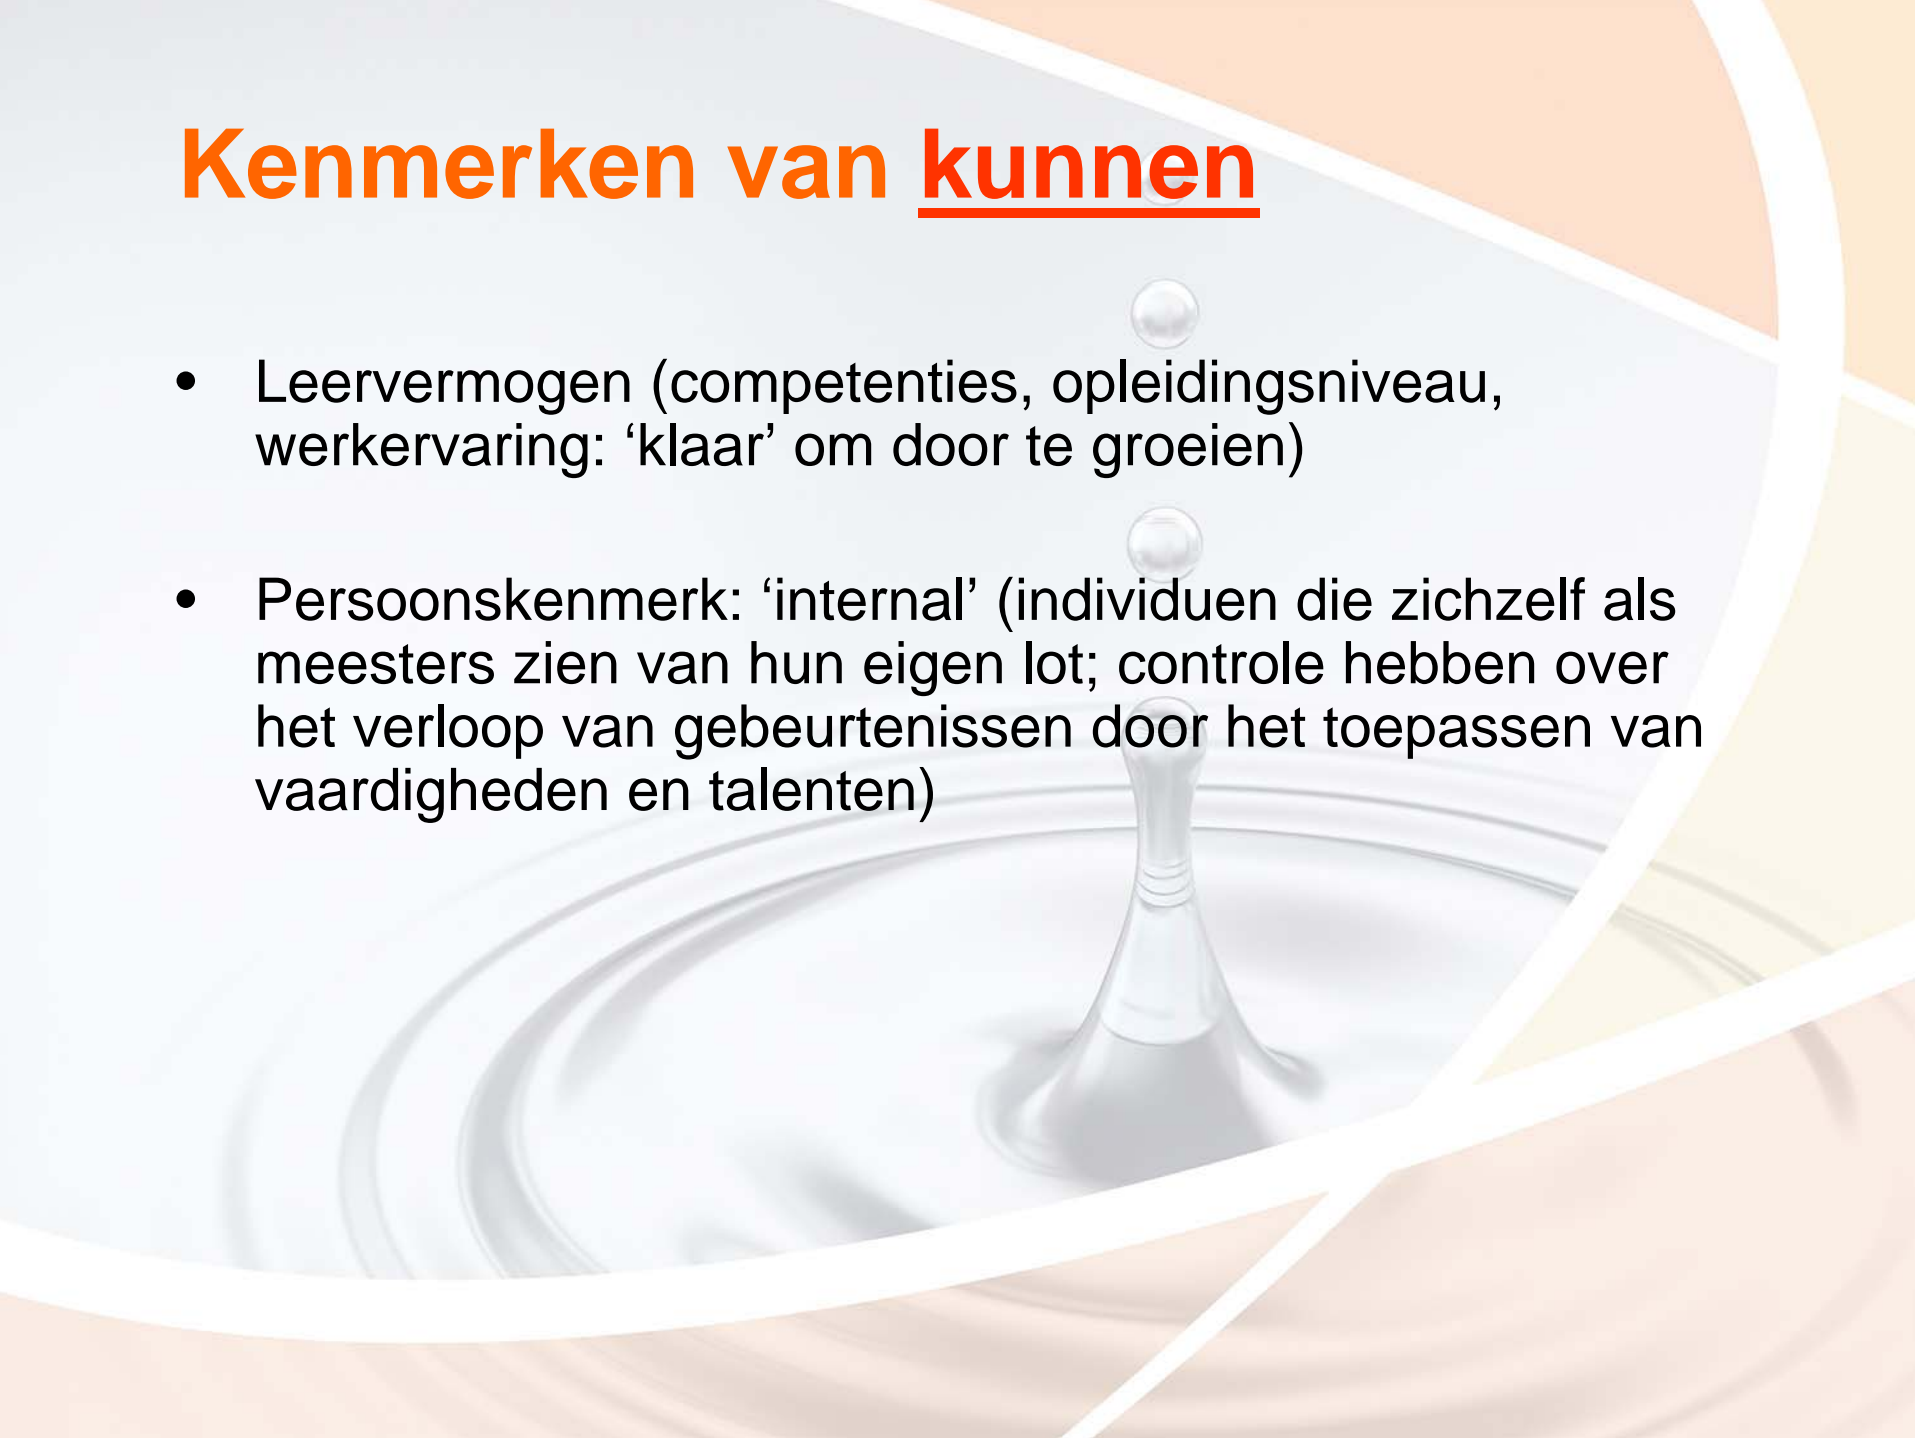 Kenmerken van kunnen
• Leervermogen (competenties, opleidingsniveau,
werkervaring: ‘klaar’ om door te groeien)
• Persoonskenmerk: ‘internal’ (individuen die zichzelf als
meesters zien van hun eigen lot; controle hebben over
het verloop van gebeurtenissen door het toepassen van
vaardigheden en talenten)